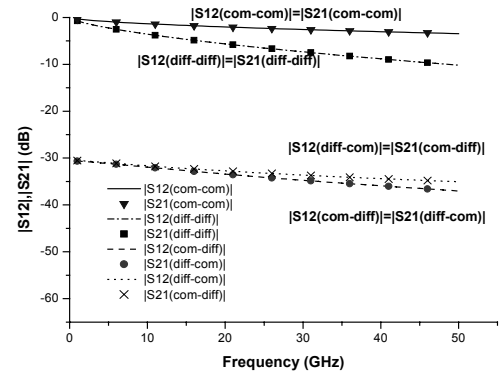 |S12(com-com)|=|S21(com-com)|
|S12(diff-diff)|=|S21(diff-diff)|
|S12(diff-com)|=|S21(com-diff)|
|S12(com-diff)|=|S21(diff-com)|
|S12(com-com)|
|S21(com-com)|
|S12(diff-diff)|
|S21(diff-diff)|
|S12(com-diff)|
|S21(diff-com)|
|S12(diff-com)|
|S21(com-diff)|
|S12|,|S21| (dB)
0
-10
-20
-30
-40
-50
-60
0 10 20 30 40 50
Frequency (GHz)